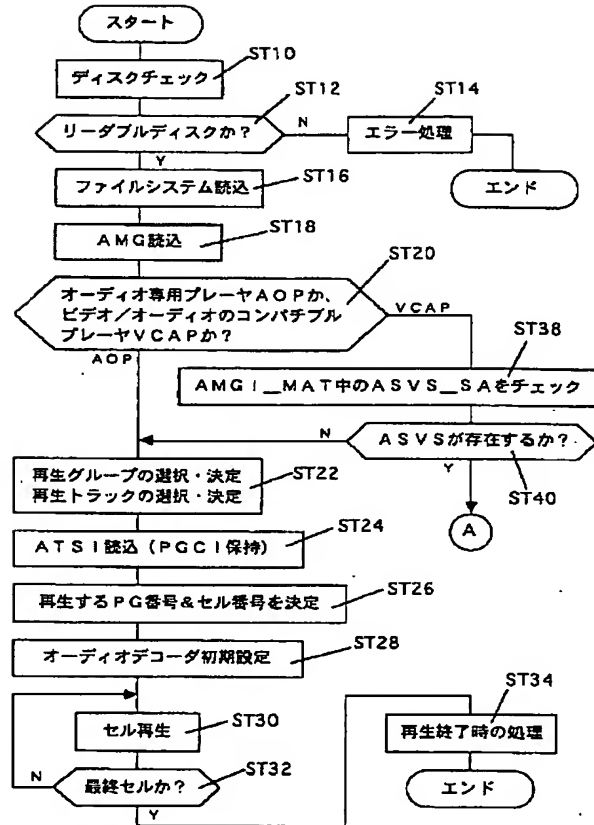 スタート
ST10
ディスクチェック
ST12
リーダブルディスクか?
N
ST14
エラー処理
エンド
Y
ST16
ファイルシステム読込
ST18
AMG読込
ST20
オーディオ専用プレーヤAOPか、
ビデオ/オーディオのコンパチブル
プレーヤVCAPか?
VCAP
AOP
ST38
AMGI_MAT中のASVS_SAをチェック
N
ASVSが存在するか?
Y
ST40
A
ST22
再生グループの選択・決定
再生トラックの選択・決定
ST24
ATSI読込(PGCI保持)
ST26
再生するPG番号&セル番号を決定
ST28
オーディオデコーダ初期設定
ST30
セル再生
ST32
N
最終セルか?
Y
ST34
再生終了時の処理
エンド